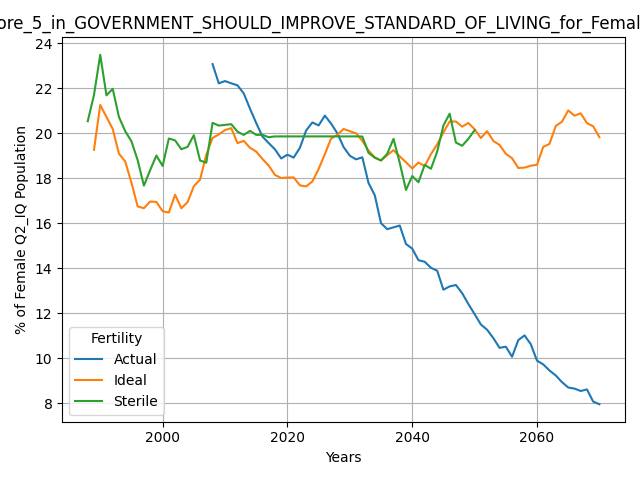 ore_5_in_GOVERNMENT_SHOULD_IMPROVE_STANDARD_OF_LIVING_for_Femal
24
22
20
18
16
14
12
10
8
% of Female Q2_IQ Population
Fertility
Actual
Ideal
Sterile
2000 2020 2040 2060
Years